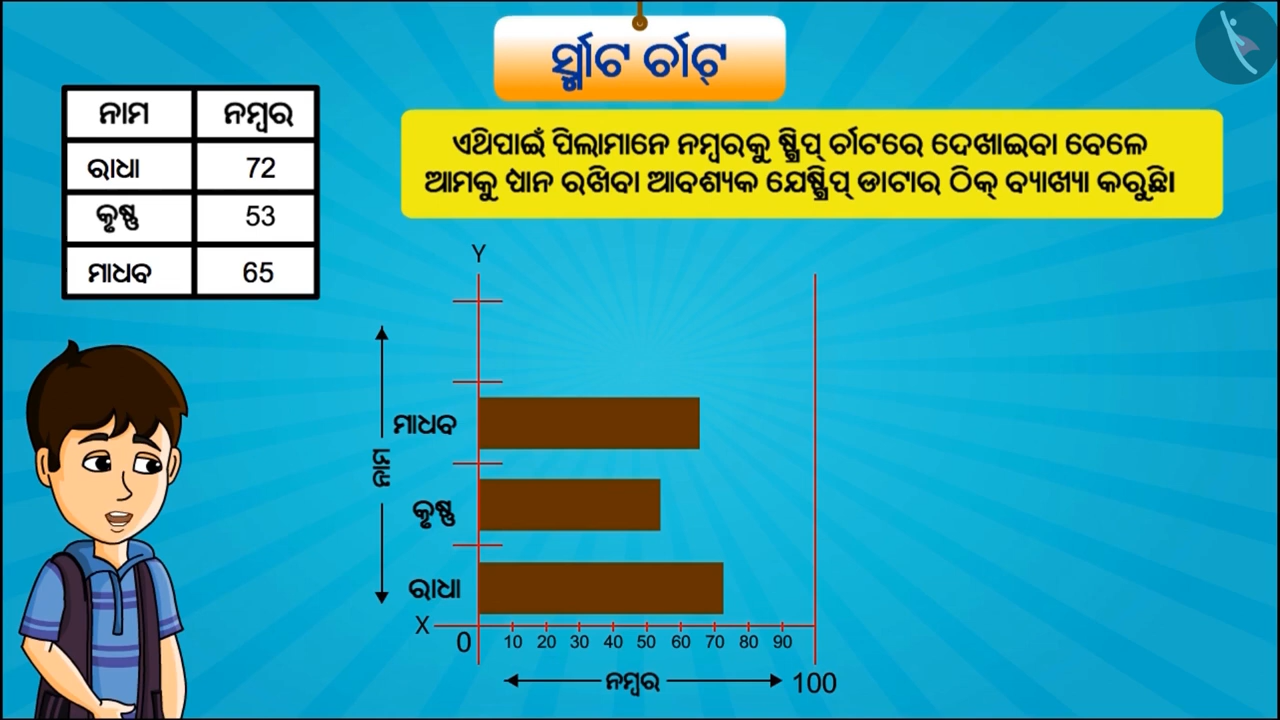 ସ୍ମାର୍ଟ ଚାର୍ଟ୍
ନାମ ନମ୍ବର
ରାଧା 72
କୃଷ୍ଣ 53
ମାଧବ 65
ଏଥିପାଇଁ ପିଲାମାନେ ନମ୍ବରକୁ ଷ୍ଟ୍ରିପ୍ ଚାର୍ଟରେ ଦେଖାଇବା ବେଳେ
ଆମକୁ ଧ୍ୟାନ ରଖିବା ଆବଶ୍ୟକ ଯେଷ୍ଟ୍ରିପ୍ ଡାଟାର ଠିକ୍ ବ୍ୟାଖ୍ୟା କରୁଛି।
Y
ନାମ
ମାଧବ
କୃଷ୍ଣ
ରାଧା
X
0 10 20 30 40 50 60 70 80 90
ନମ୍ବର 100